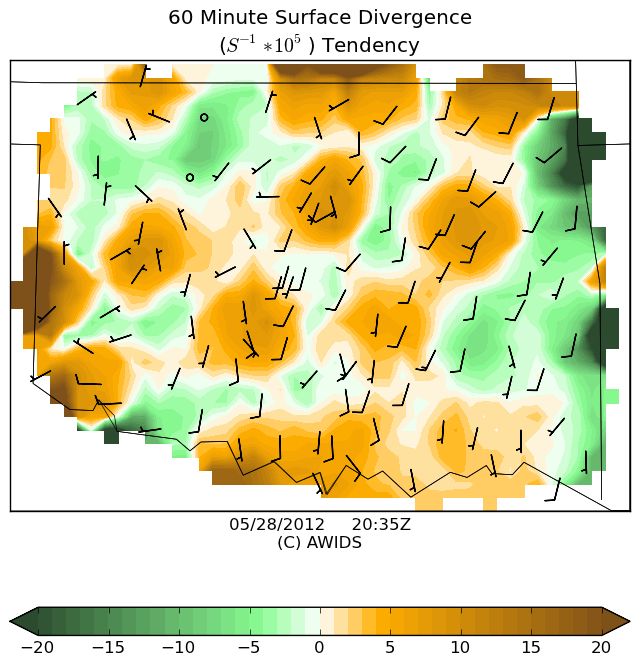 60 Minute Surface Divergence
(S⁻¹ * 10⁵ ) Tendency
05/28/2012 20:35Z
(C) AWIDS
−20 −15 −10 −5 0 5 10 15 20